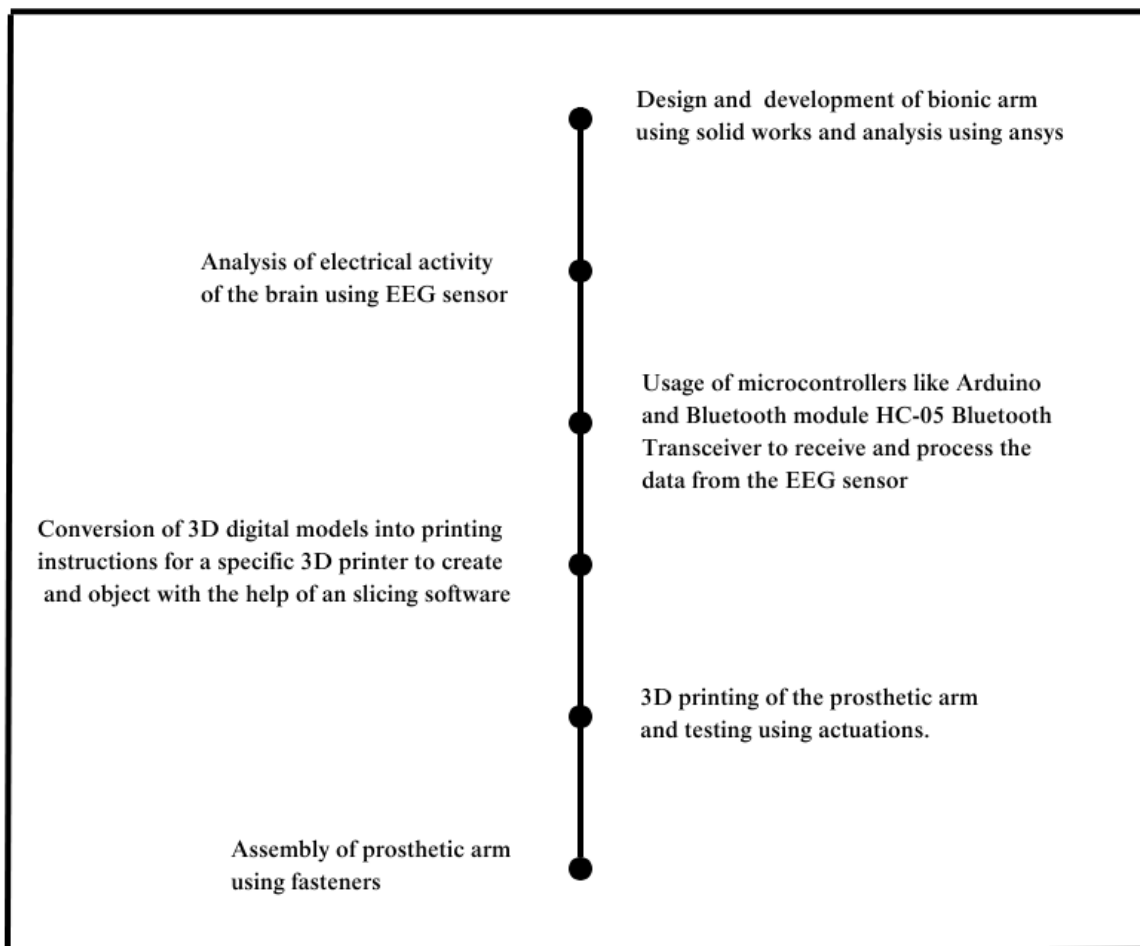 Design and development of bionic arm
using solid works and analysis using ansys
Analysis of electrical activity
of the brain using EEG sensor
Usage of microcontrollers like Arduino
and Bluetooth module HC-05 Bluetooth
Transceiver to receive and process the
data from the EEG sensor
Conversion of 3D digital models into printing
instructions for a specific 3D printer to create
and object with the help of an slicing software
3D printing of the prosthetic arm
and testing using actuations.
Assembly of prosthetic arm
using fasteners